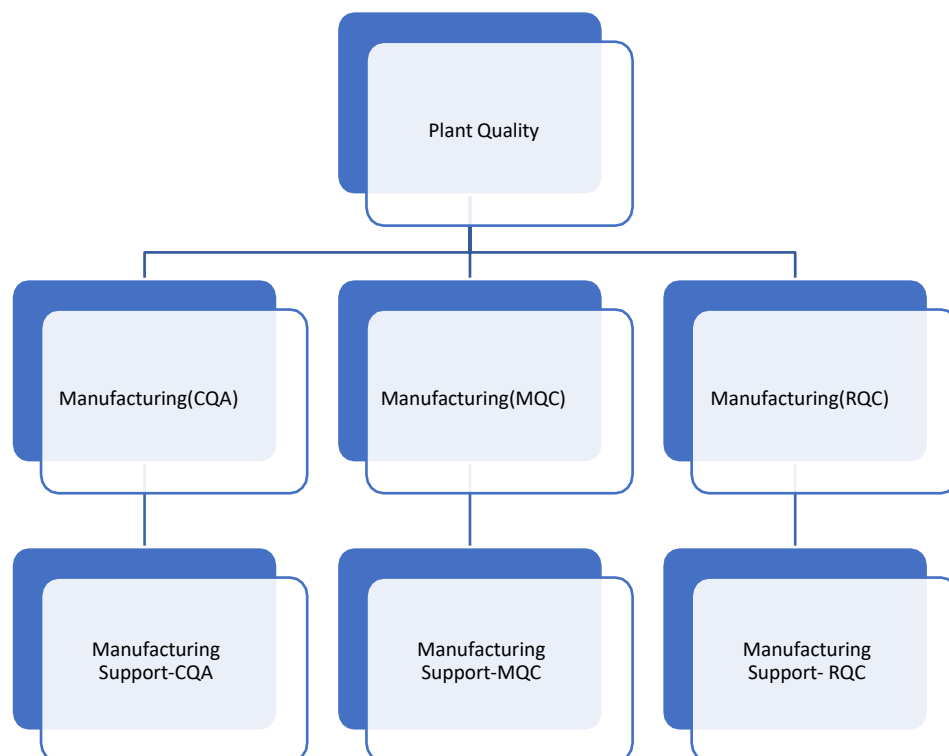 Plant Quality
Manufacturing(CQA)
Manufacturing(MQC)
Manufacturing(RQC)
Manufacturing
Support-CQA
Manufacturing
Support-MQC
Manufacturing
Support- RQC